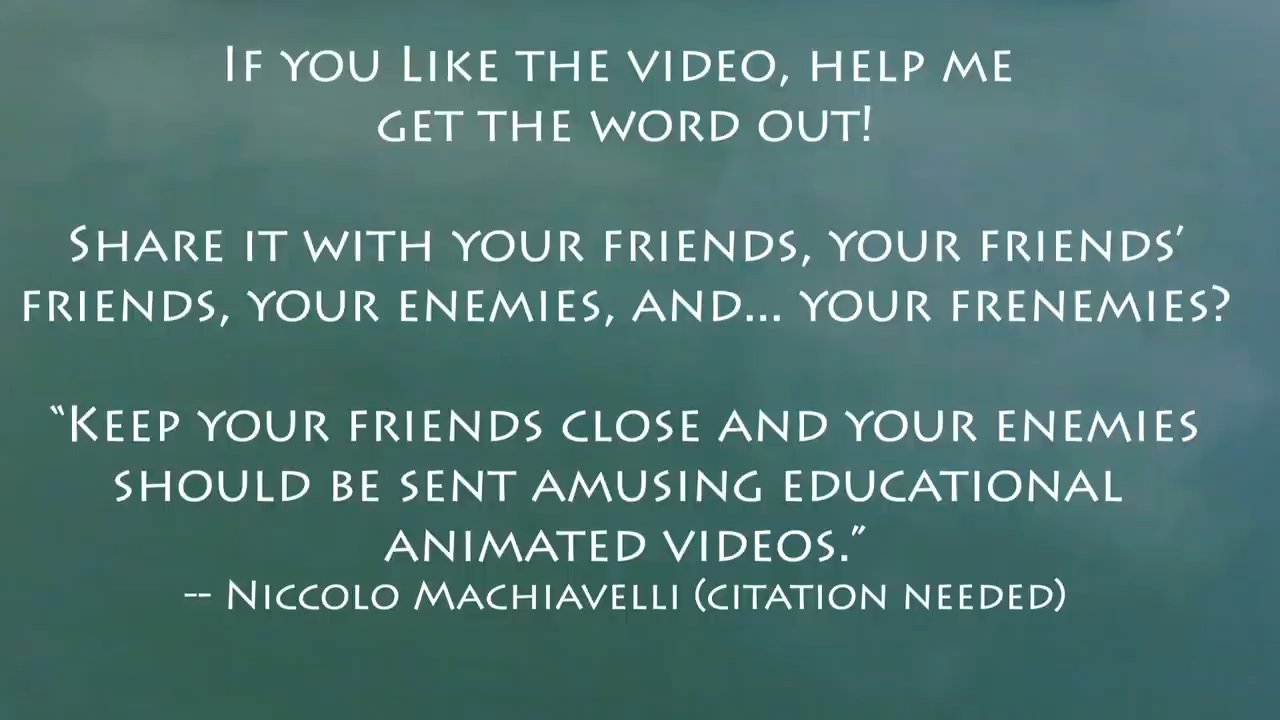 If you Like the video, help me
get the word out!
Share it with your friends, your friends’
friends, your enemies, and... your frenemies?
“Keep your friends close and your enemies
should be sent amusing educational
animated videos.”
-- Niccolo Machiavelli (citation needed)